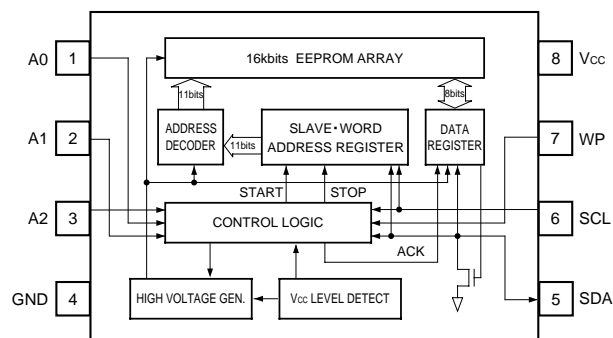 A0 1
16kbits EEPROM ARRAY
8 VCC
11bits
8bits
A1 2
ADDRESS
DECODER
11bits
SLAVE・WORD
ADDRESS REGISTER
DATA
REGISTER
7 WP
START
STOP
A2 3
CONTROL LOGIC
6 SCL
ACK
GND 4
HIGH VOLTAGE GEN.
VCC LEVEL DETECT
5 SDA